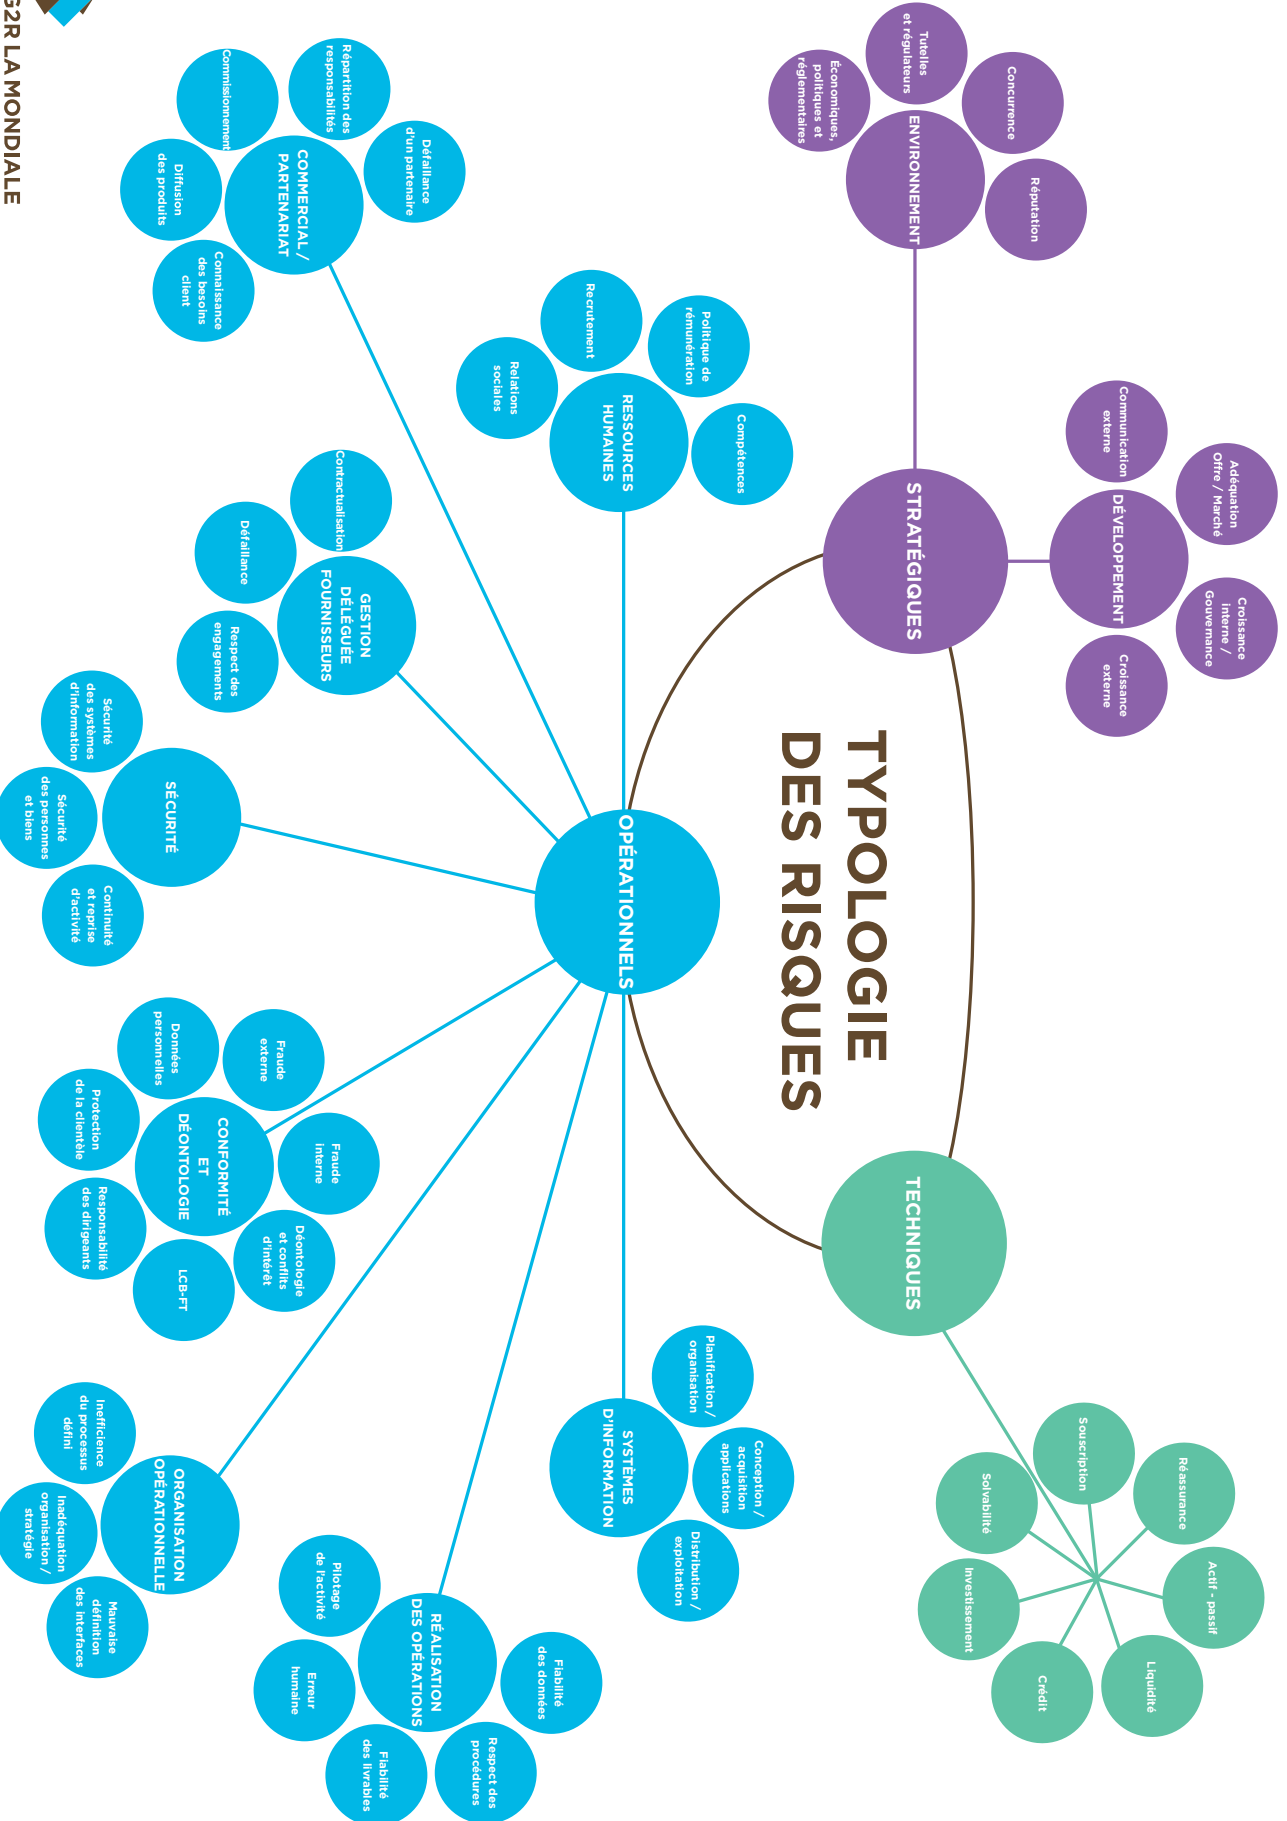 TYPOLOGIE
DES RISQUES
STRATÉGIQUES
ENVIRONNEMENT
Économiques,
politiques et
réglementaires
Tutelles
et régulateurs
Concurrence
Réputation
DÉVELOPPEMENT
Communication
externe
Adéquation
Offre / Marché
Croissance
interne /
Gouvernance
Croissance
externe
TECHNIQUES
Souscription
Réassurance
Actif - passif
Liquidité
Crédit
Investissement
Solvabilité
OPÉRATIONNELS
RESSOURCES
HUMAINES
Relations
sociales
Recrutement
Politique de
rémunération
Compétences
COMMERCIAL /
PARTENARIAT
Défaillance
d'un partenaire
Répartition des
responsabilités
Commissionnement
Diffusion
des produits
Connaissance
des besoins
client
GESTION
DÉLÉGUÉE
FOURNISSEURS
Contractualisation
Défaillance
Respect des
engagements
SÉCURITÉ
Sécurité
des systèmes
d'information
Sécurité
des personnes
et biens
Continuité
et reprise
d'activité
CONFORMITÉ
ET
DÉONTOLOGIE
Données
personnelles
Fraude
externe
Fraude
interne
Déontologie
et conflits
d'intérêt
LCB-FT
Responsabilité
des dirigeants
Protection
de la clientèle
ORGANISATION
OPÉRATIONNELLE
Inefficience
du processus
défini
Inadéquation
organisation /
stratégie
Mauvaise
définition
des interfaces
RÉALISATION
DES OPÉRATIONS
Pilotage
de l'activité
Erreur
humaine
Fiabilité
des livrables
Respect des
procédures
Fiabilité
des données
SYSTÈMES
D'INFORMATION
Planification /
organisation
Conception /
acquisition
applications
Distribution /
exploitation
G2R LA MONDIALE